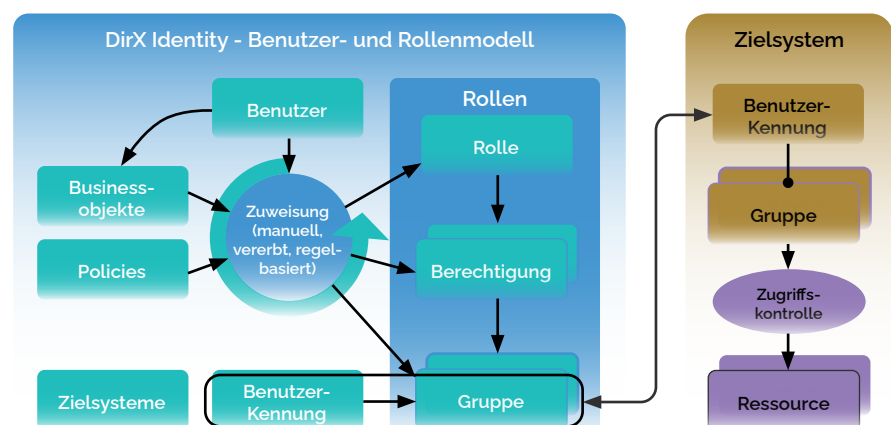 DirX Identity - Benutzer- und Rollenmodell
Benutzer
Business-
objekte
Policies
Zuweisung
(manuell,
vererbt, regel-
basiert)
Zielsysteme
Benutzer-
Kennung
Rollen
Rolle
Berechtigung
Gruppe
Zielsystem
Benutzer-
Kennung
Gruppe
Zugriffs-
kontrolle
Ressource